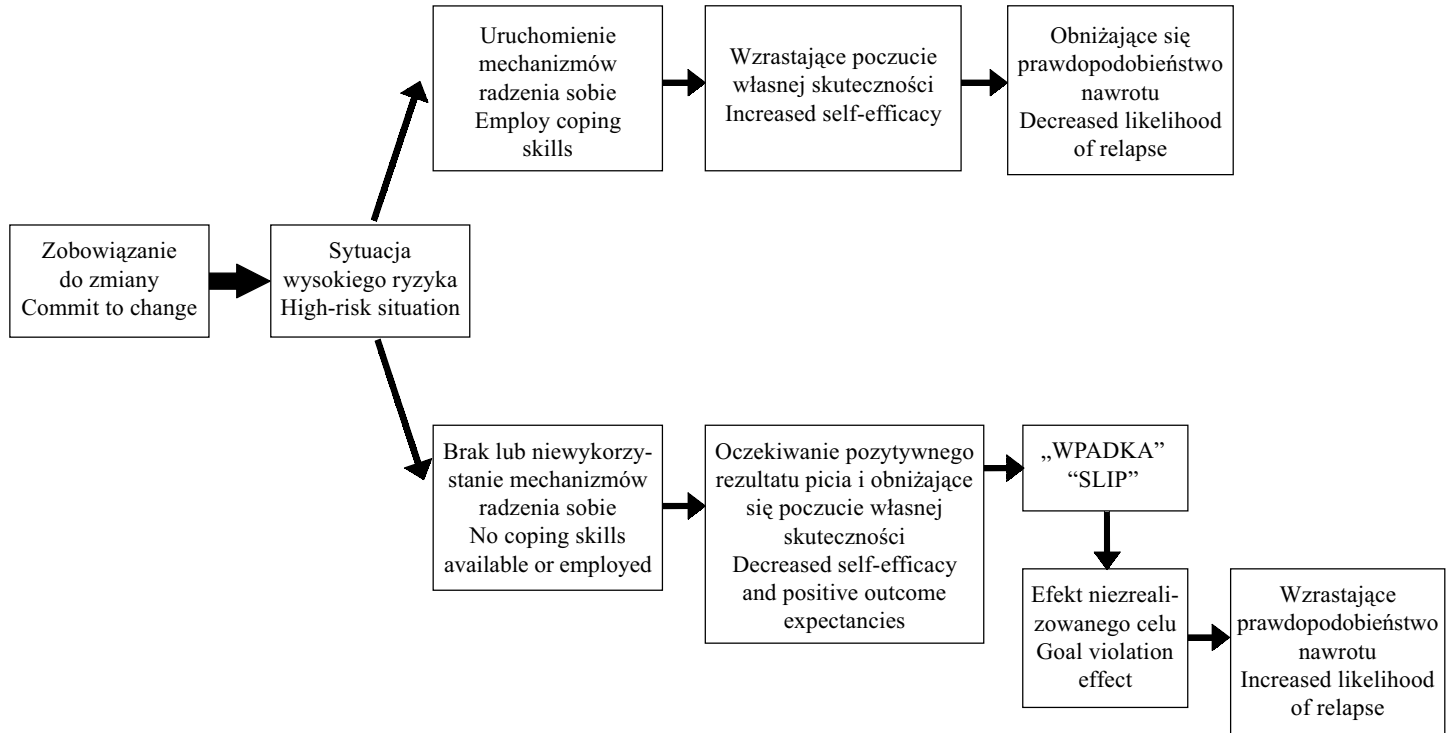 Uruchomienie
mechanizmów
radzenia sobie
Employ coping
skills
Wzrastające poczucie
własnej skuteczności
Increased self-efficacy
Obniżające się
prawdopodobieństwo
nawrotu
Decreased likelihood
of relapse
Zobowiązanie
do zmiany
Commit to change
Sytuacja
wysokiego ryzyka
High-risk situation
Brak lub niewykorzy-
stanie mechanizmów
radzenia sobie
No coping skills
available or employed
Oczekiwanie pozytywnego
rezultatu picia i obniżające
się poczucie własnej
skuteczności
Decreased self-efficacy
and positive outcome
expectancies
„WPADKA”
“SLIP”
Efekt niezreali-
zowanego celu
Goal violation
effect
Wzrastające
prawdopodobieństwo
nawrotu
Increased likelihood
of relapse